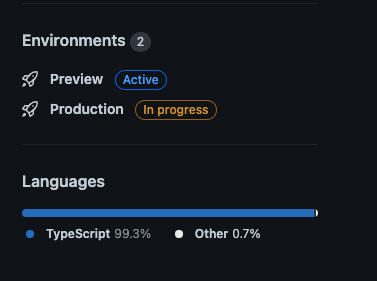 Environments 2
Preview Active
Production In progress
Languages
TypeScript 99.3% Other 0.7%